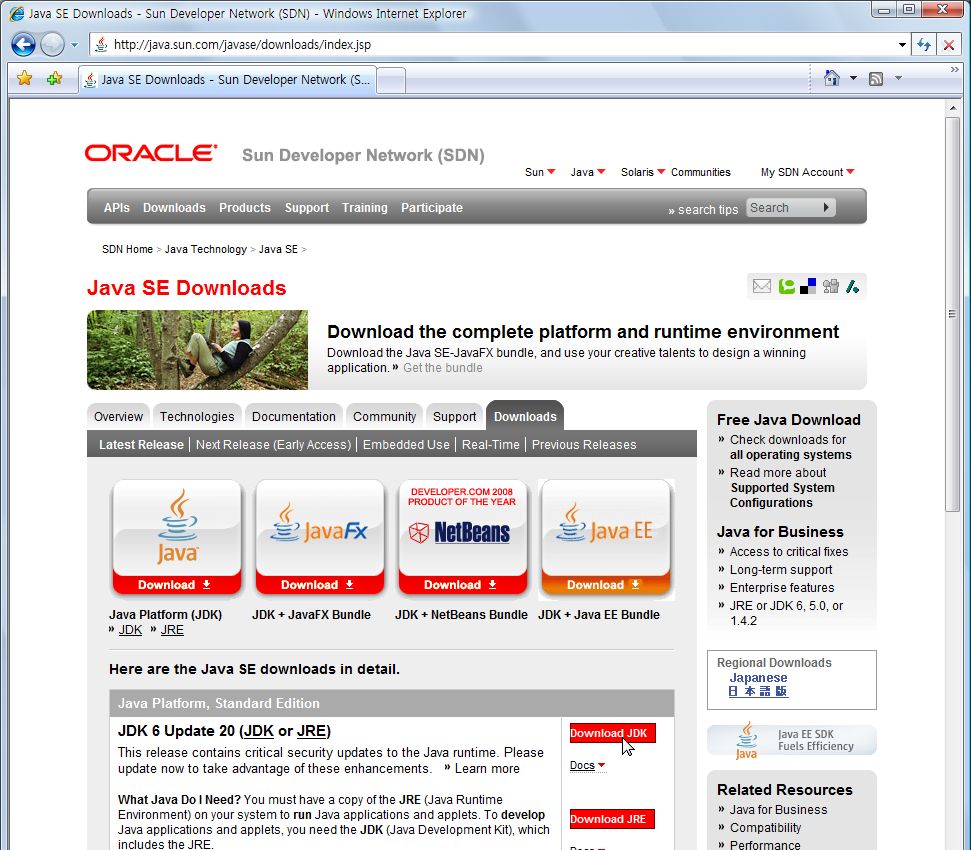 Java SE Downloads - Sun Developer Network (SDN) - Windows Internet Explorer
http://java.sun.com/javase/downloads/index.jsp
Java SE Downloads - Sun Developer Network (S...
ORACLE Sun Developer Network (SDN)
Sun Java Solaris Communities My SDN Account
APIs Downloads Products Support Training Participate » search tips Search
SDN Home > Java Technology > Java SE >
Java SE Downloads
Download the complete platform and runtime environment
Download the Java SE-JavaFX bundle, and use your creative talents to design a winning
application. » Get the bundle
Overview Technologies Documentation Community Support Downloads
Latest Release | Next Release (Early Access) | Embedded Use | Real-Time | Previous Releases
Java
Download
Java Platform (JDK)
» JDK » JRE
JavaFX
Download
JDK + JavaFX Bundle
DEVELOPER.COM 2008
PRODUCT OF THE YEAR
NetBeans
Download
JDK + NetBeans Bundle
Java EE
Download
JDK + Java EE Bundle
Here are the Java SE downloads in detail.
Java Platform, Standard Edition
JDK 6 Update 20 (JDK or JRE)
This release contains critical security updates to the Java runtime. Please
update now to take advantage of these enhancements. » Learn more
What Java Do I Need? You must have a copy of the JRE (Java Runtime
Environment) on your system to run Java applications and applets. To develop
Java applications and applets, you need the JDK (Java Development Kit), which
includes the JRE.
Download JDK
Docs
Download JRE
Docs
Free Java Download
» Check downloads for
all operating systems
» Read more about
Supported System
Configurations
Java for Business
» Access to critical fixes
» Long-term support
» Enterprise features
» JRE or JDK 6, 5.0, or
1.4.2
Regional Downloads
Japanese
日本語版
Java
Java EE SDK
Fuels Efficiency
Related Resources
» Java for Business
» Compatibility
» Performance